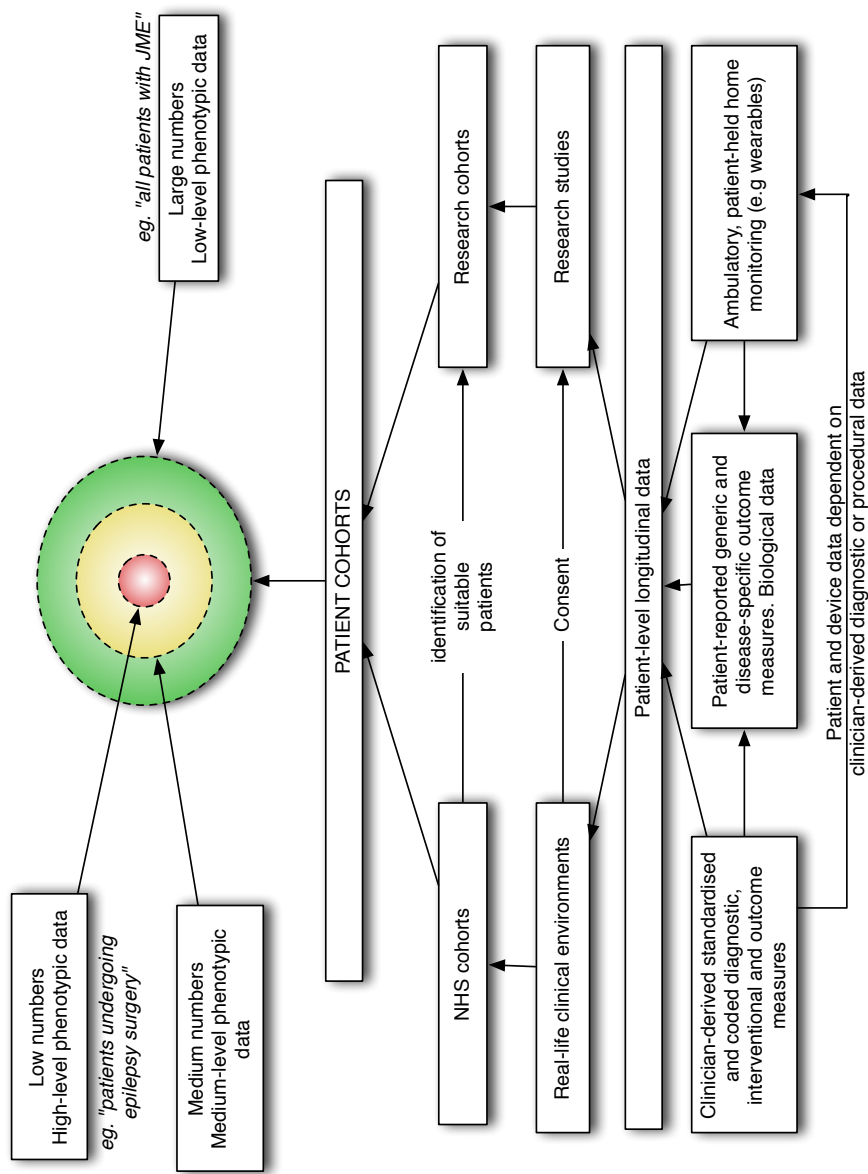 Low numbers
High-level phenotypic data
eg. "patients undergoing
epilepsy surgery"
Medium numbers
Medium-level phenotypic
data
eg. "all patients with JME"
Large numbers
Low-level phenotypic data
PATIENT COHORTS
NHS cohorts
identification of
suitable
patients
Research cohorts
Real-life clinical environments
Consent
Research studies
Patient-level longitudinal data
Clinician-derived standardised
and coded diagnostic,
interventional and outcome
measures
Patient-reported generic and
disease-specific outcome
measures. Biological data
Ambulatory, patient-held home
monitoring (e.g wearables)
Patient and device data dependent on
clinician-derived diagnostic or procedural data